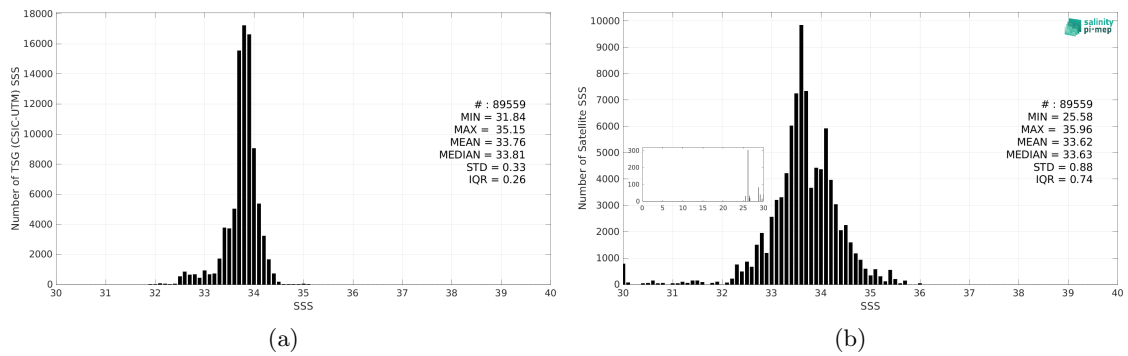 18000
16000
14000
12000
10000
8000
6000
4000
2000
0
Number of TSG (CSIC-UTM) SSS
# : 89559
MIN = 31.84
MAX = 35.15
MEAN = 33.76
MEDIAN = 33.81
STD = 0.33
IQR = 0.26
30 31 32 33 34 35 36 37 38 39 40
SSS
(a)
salinity
pi-mep
10000
9000
8000
7000
6000
5000
4000
3000
2000
1000
0
Number of Satellite SSS
300
200
100
0
0 5 10 15 20 25 30
# : 89559
MIN = 25.58
MAX = 35.96
MEAN = 33.62
MEDIAN = 33.63
STD = 0.88
IQR = 0.74
30 31 32 33 34 35 36 37 38 39 40
SSS
(b)